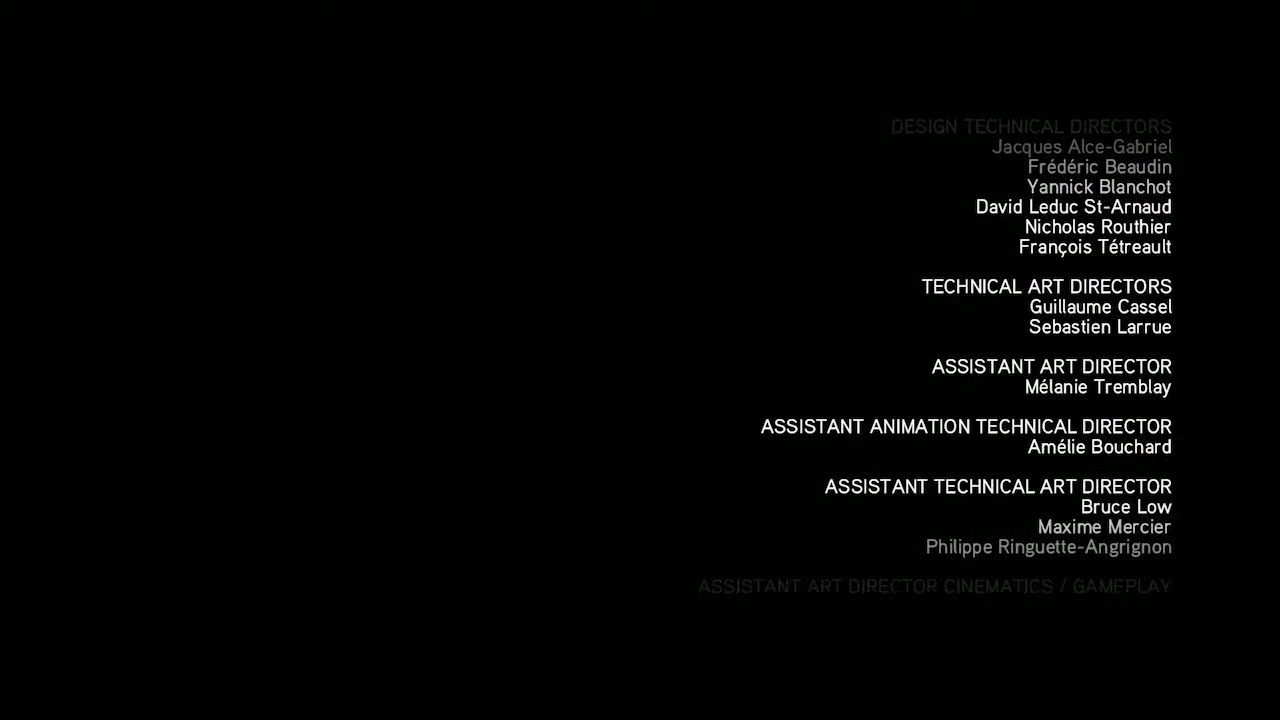 DESIGN TECHNICAL DIRECTORS
Jacques Alce-Gabriel
Frédéric Beaudin
Yannick Blanchot
David Leduc St-Arnaud
Nicholas Routhier
François Tétreault
TECHNICAL ART DIRECTORS
Guillaume Cassel
Sebastien Larrue
ASSISTANT ART DIRECTOR
Mélanie Tremblay
ASSISTANT ANIMATION TECHNICAL DIRECTOR
Amélie Bouchard
ASSISTANT TECHNICAL ART DIRECTOR
Bruce Low
Maxime Mercier
Philippe Ringuette-Angrignon
ASSISTANT ART DIRECTOR CINEMATICS / GAMEPLAY